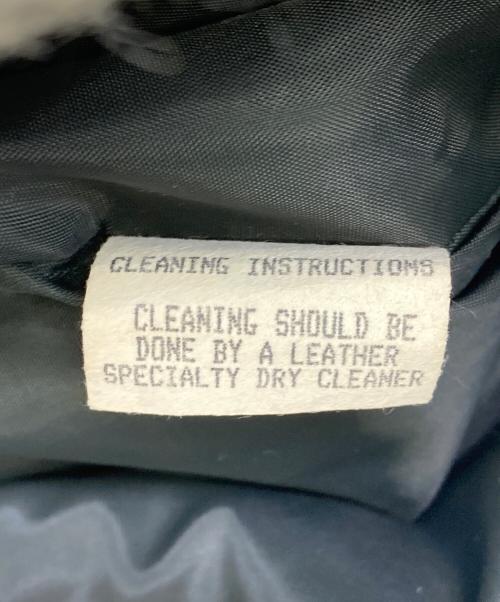 CLEANING INSTRUCTIONS
CLEANING SHOULD BE
DONE BY A LEATHER
SPECIALTY DRY CLEANER